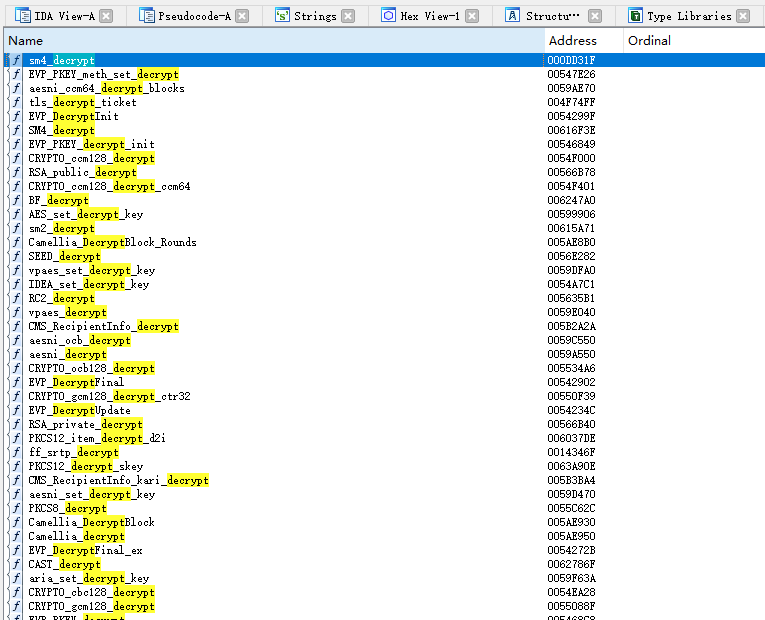 IDA View-A Pseudocode-A Strings Hex View-1 Structu··· Type Libraries
Name Address Ordinal
f sm4_decrypt 000DD31F
f EVP_PKEY_meth_set_decrypt 00547E26
f aesni_ccm64_decrypt_blocks 0059AE70
f tls_decrypt_ticket 004F74FF
f EVP_DecryptInit 0054299F
f SM4_decrypt 00616F3E
f EVP_PKEY_decrypt_init 00546849
f CRYPTO_ccm128_decrypt 0054F000
f RSA_public_decrypt 00566B78
f CRYPTO_ccm128_decrypt_ccm64 0054F401
f BF_decrypt 006247A0
f AES_set_decrypt_key 00599906
f sm2_decrypt 00615A71
f Camellia_DecryptBlock_Rounds 005AE8B0
f SEED_decrypt 0056E282
f vpaes_set_decrypt_key 0059DFA0
f IDEA_set_decrypt_key 0054A7C1
f RC2_decrypt 005635B1
f vpaes_decrypt 0059E040
f CMS_RecipientInfo_decrypt 005B2A2A
f aesni_ocb_decrypt 0059C550
f aesni_decrypt 0059A550
f CRYPTO_ocb128_decrypt 005534A6
f EVP_DecryptFinal 00542902
f CRYPTO_gcm128_decrypt_ctr32 00550F39
f EVP_DecryptUpdate 0054234C
f RSA_private_decrypt 00566B40
f PKCS12_item_decrypt_d2i 006037DE
f ff_srtp_decrypt 0014346F
f PKCS12_decrypt_skey 0063A90E
f CMS_RecipientInfo_kari_decrypt 005B3BA4
f aesni_set_decrypt_key 0059D470
f PKCS8_decrypt 0055C62C
f Camellia_DecryptBlock 005AE930
f Camellia_decrypt 005AE950
f EVP_DecryptFinal_ex 0054272B
f CAST_decrypt 0062786F
f aria_set_decrypt_key 0059F63A
f CRYPTO_cbc128_decrypt 0054EA28
f CRYPTO_gcm128_decrypt 0055088F